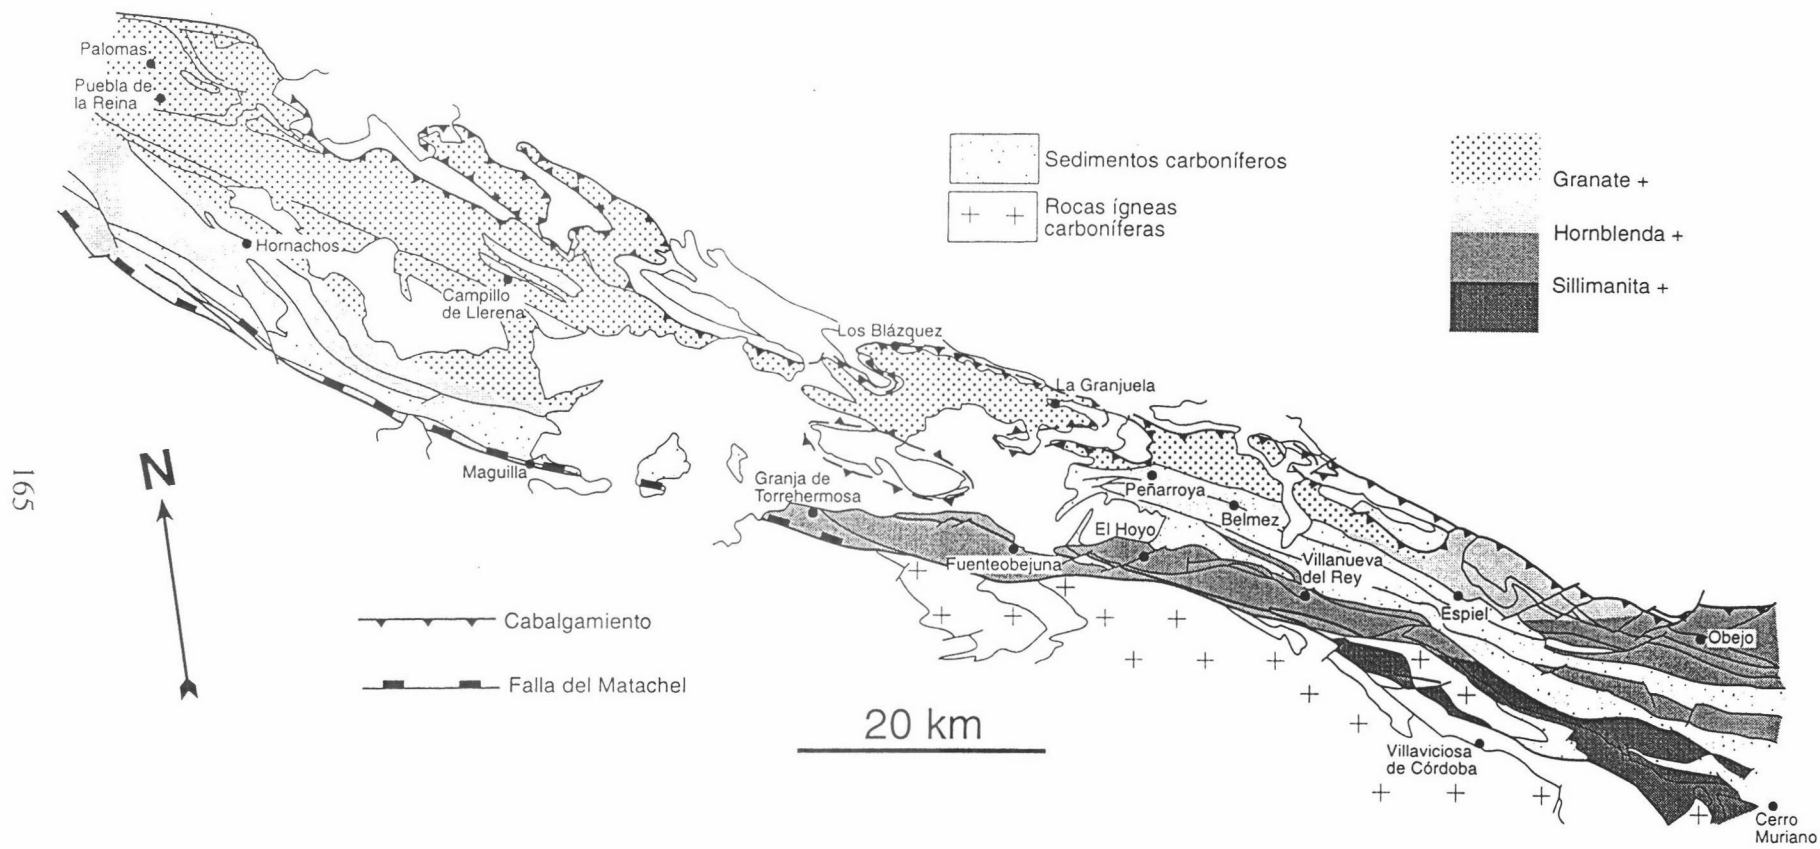 Palomas
Puebla de
la Reina
Hornachos
Campillo
de Llerena
Maguilla
Los Blázquez
La Granjuela
Granja de
Torrehermosa
Peñarroya
Belmez
El Hoyo
Fuenteobejuna
Villanueva
del Rey
Espiel
Obejo
Villaviciosa
de Córdoba
Cerro
Muriano
Sedimentos carboníferos
Rocas ígneas
carboníferas
Granate +
Hornblenda +
Sillimanita +
N
Cabalgamiento
Falla del Matachel
20 km
165